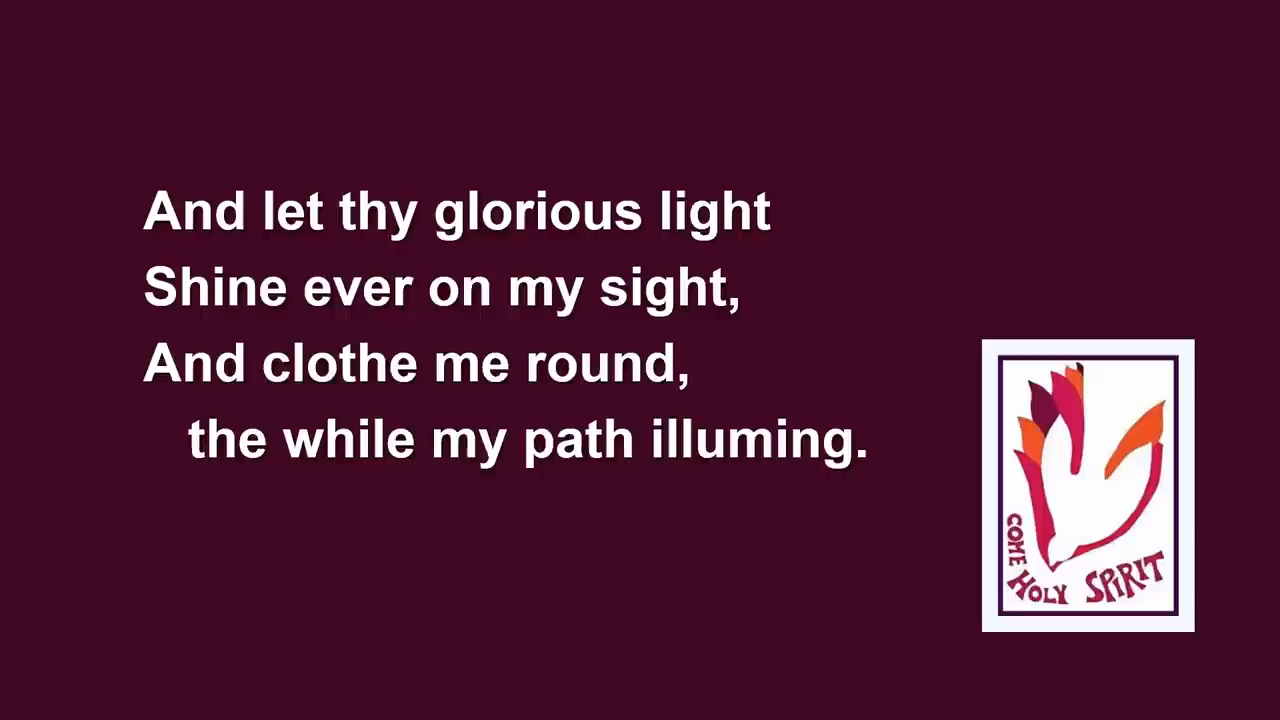 And let thy glorious light
Shine ever on my sight,
And clothe me round,
the while my path illuming.
COME HOLY SPIRIT